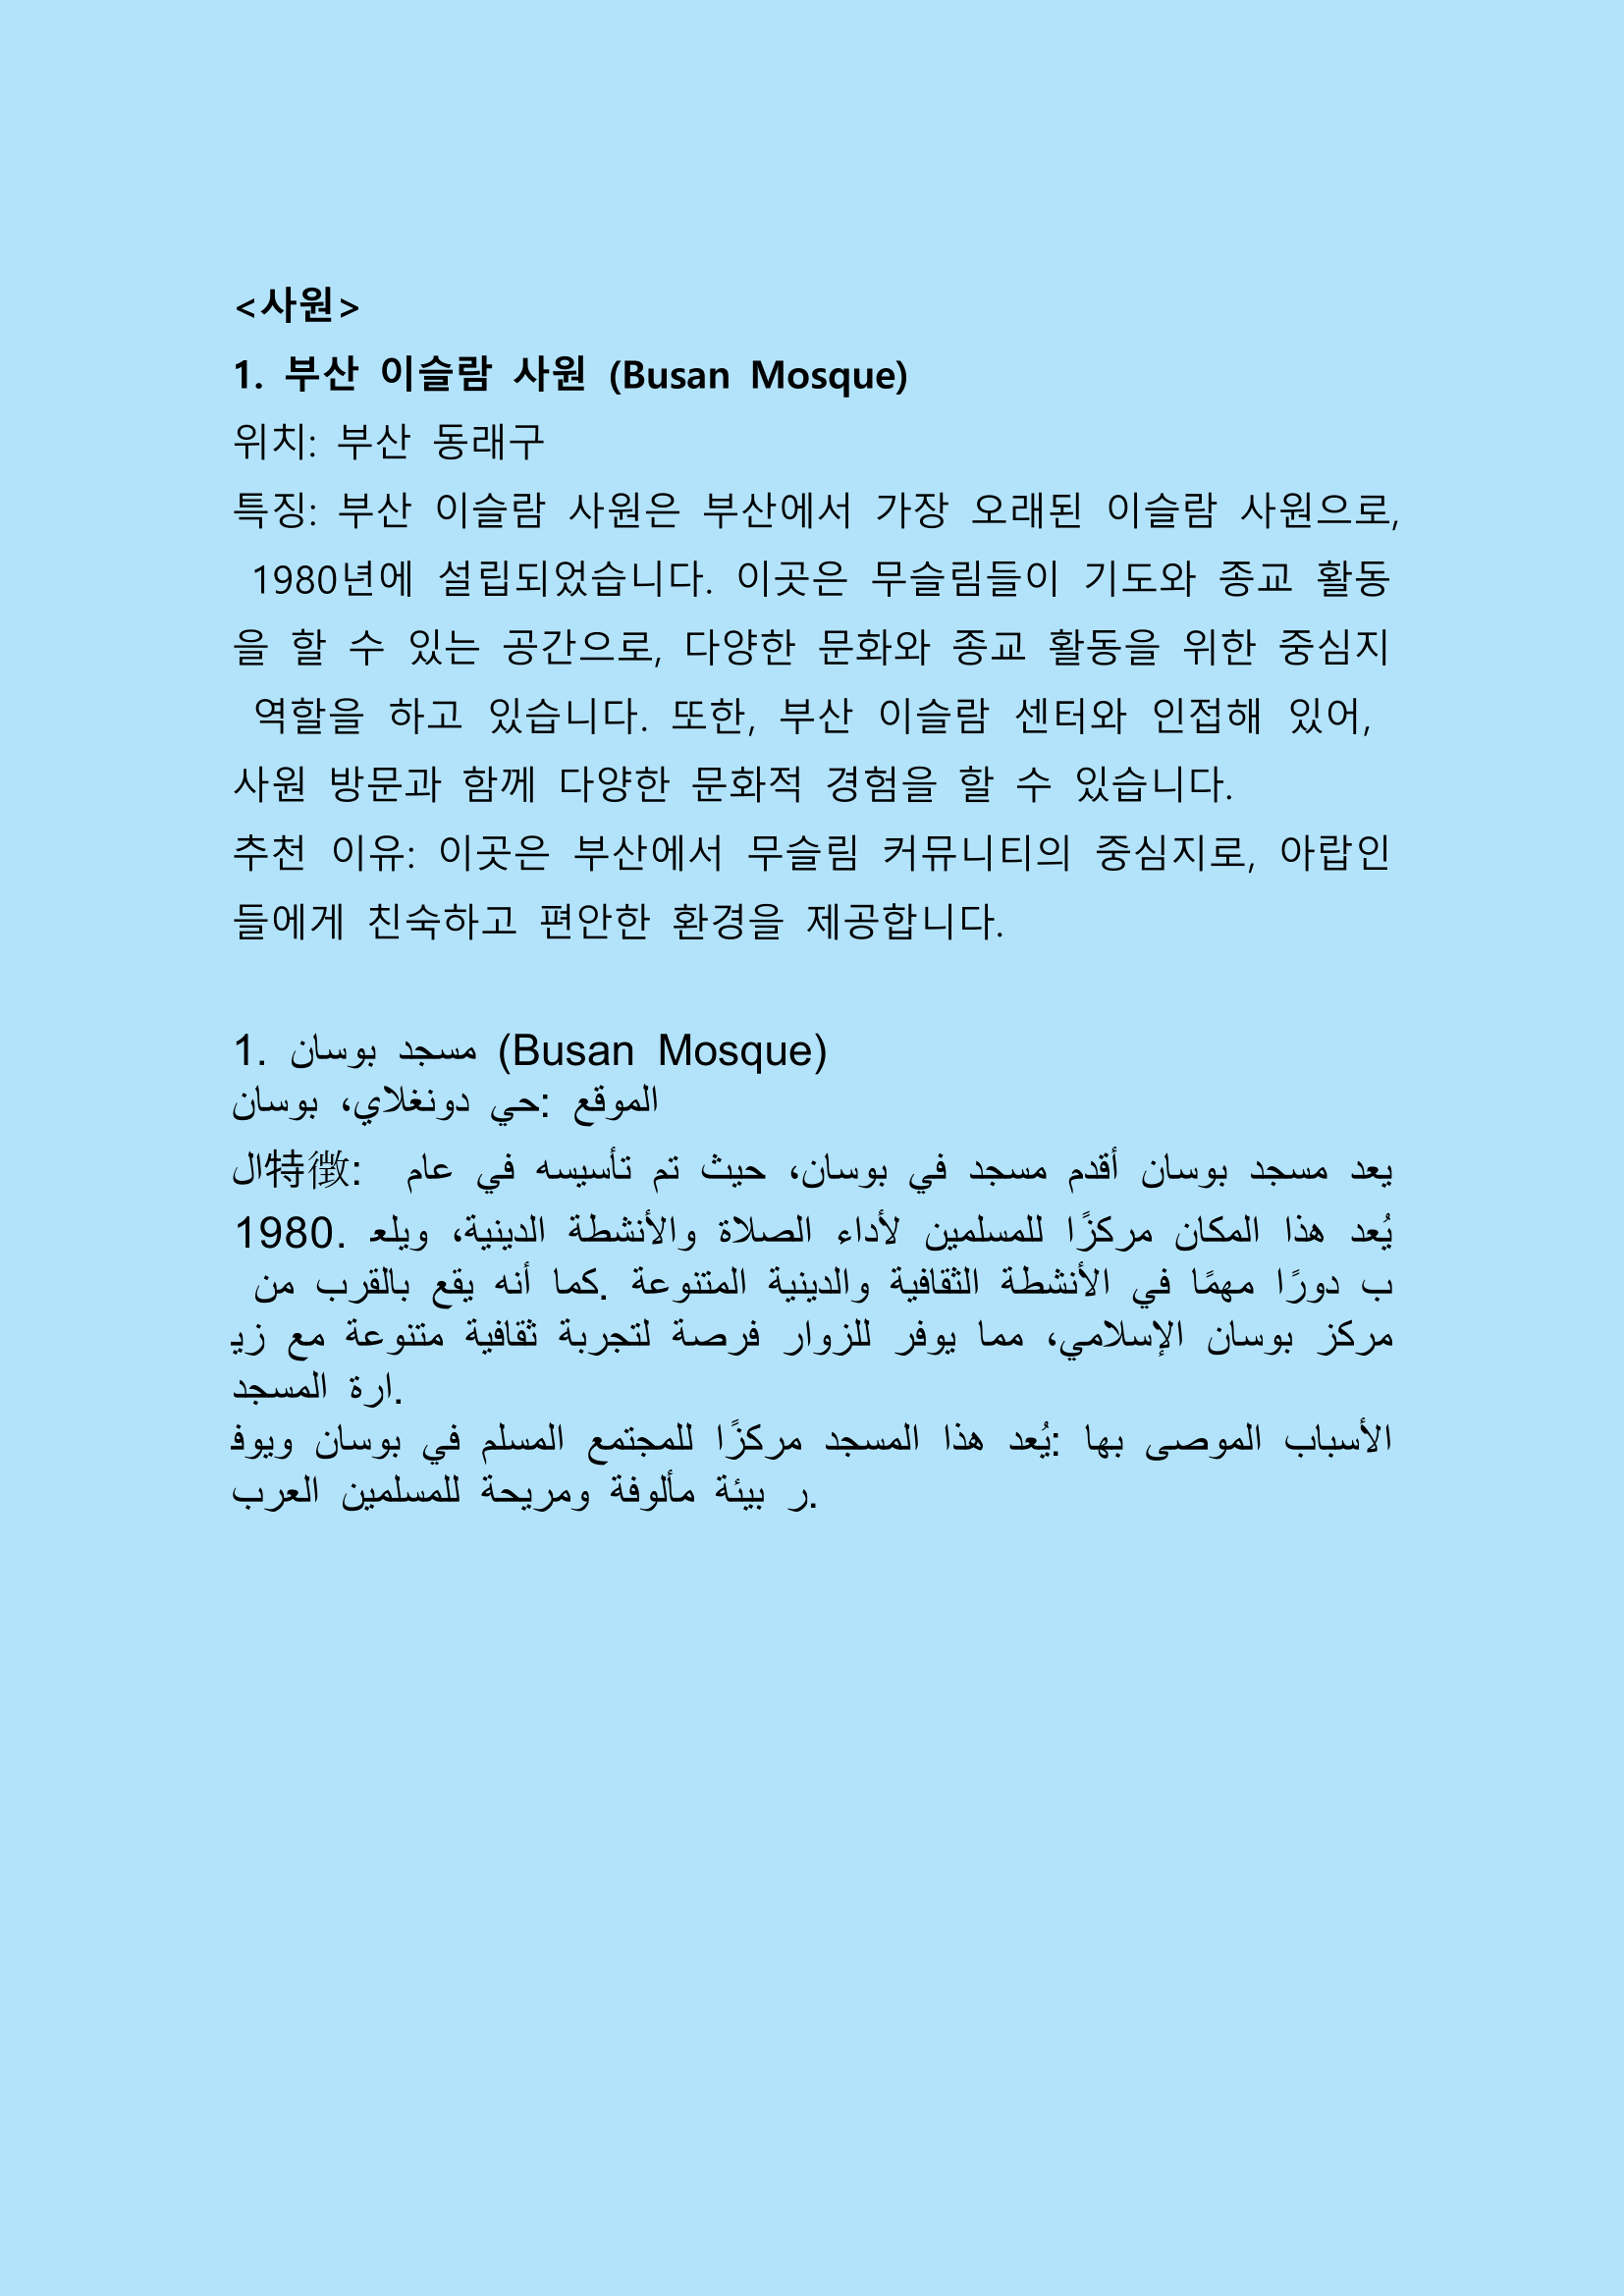 <사원>
1. 부산 이슬람 사원 (Busan Mosque)
위치: 부산 동래구
특징: 부산 이슬람 사원은 부산에서 가장 오래된 이슬람 사원으로,
1980년에 설립되었습니다. 이곳은 무슬림들이 기도와 종교 활동
을 할 수 있는 공간으로, 다양한 문화와 종교 활동을 위한 중심지
역할을 하고 있습니다. 또한, 부산 이슬람 센터와 인접해 있어,
사원 방문과 함께 다양한 문화적 경험을 할 수 있습니다.
추천 이유: 이곳은 부산에서 무슬림 커뮤니티의 중심지로, 아랍인
들에게 친숙하고 편안한 환경을 제공합니다.
1. مسجد بوسان (Busan Mosque)
الموقع :حي دونغلاي، بوسان
ال特徴: يعد مسجد بوسان أقدم مسجد في بوسان، حيث تم تأسيسه في عام
1980. يُعد هذا المكان مركزًا للمسلمين لأداء الصلاة والأنشطة الدينية، ويلع
ب دورًا مهمًا في الأنشطة الثقافية والدينية المتنوعة .كما أنه يقع بالقرب من
مركز بوسان الإسلامي، مما يوفر للزوار فرصة لتجربة ثقافية متنوعة مع زي
ارة المسجد.
الأسباب الموصى بها :يُعد هذا المسجد مركزًا للمجتمع المسلم في بوسان ويوف
ر بيئة مألوفة ومريحة للمسلمين العرب.